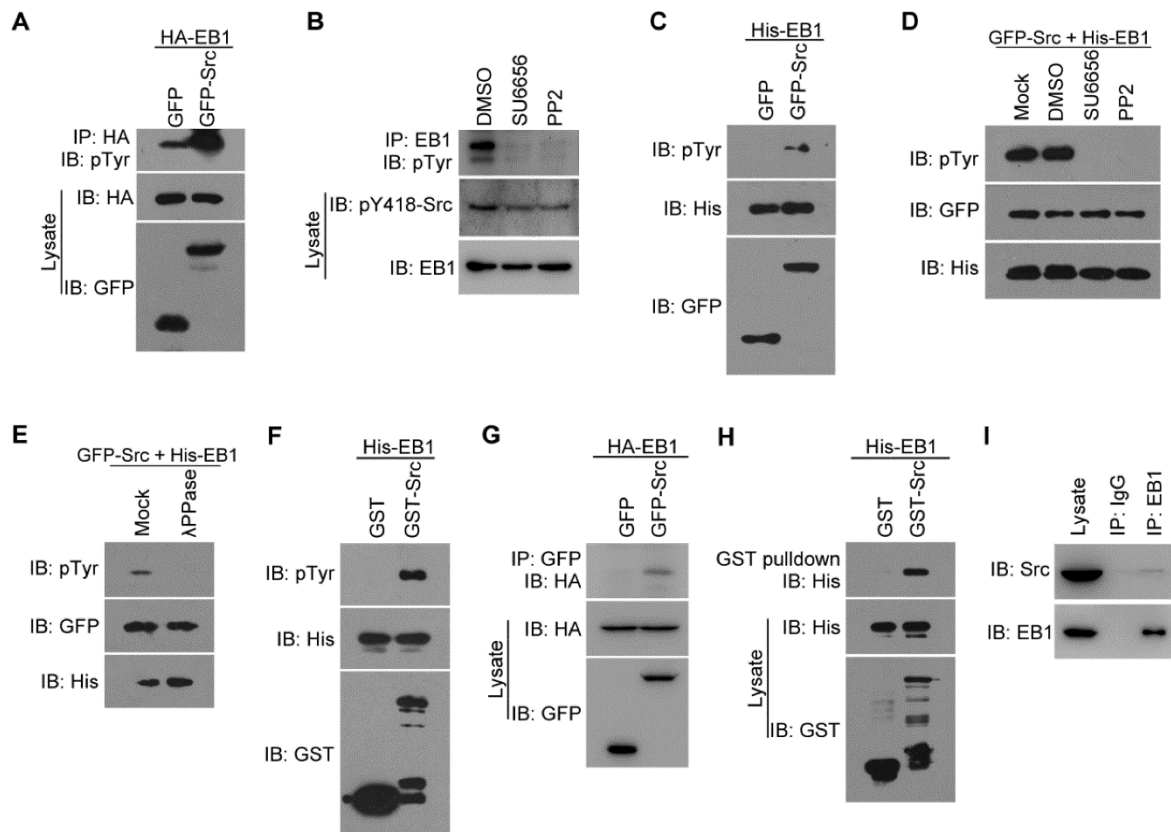 A
HA-EB1
GFP
GFP-Src
IP: HA
IB: pTyr
IB: HA
Lysate
IB: GFP
B
DMSO
SU6656
PP2
IP: EB1
IB: pTyr
IB: pY418-Src
Lysate
IB: EB1
C
His-EB1
GFP
GFP-Src
IB: pTyr
IB: His
IB: GFP
D
GFP-Src + His-EB1
Mock
DMSO
SU6656
PP2
IB: pTyr
IB: GFP
IB: His
E
GFP-Src + His-EB1
Mock
λPPase
IB: pTyr
IB: GFP
IB: His
F
His-EB1
GST
GST-Src
IB: pTyr
IB: His
IB: GST
G
HA-EB1
GFP
GFP-Src
IP: GFP
IB: HA
IB: HA
Lysate
IB: GFP
H
His-EB1
GST
GST-Src
GST pulldown
IB: His
IB: His
Lysate
IB: GST
I
Lysate
IP: IgG
IP: EB1
IB: Src
IB: EB1